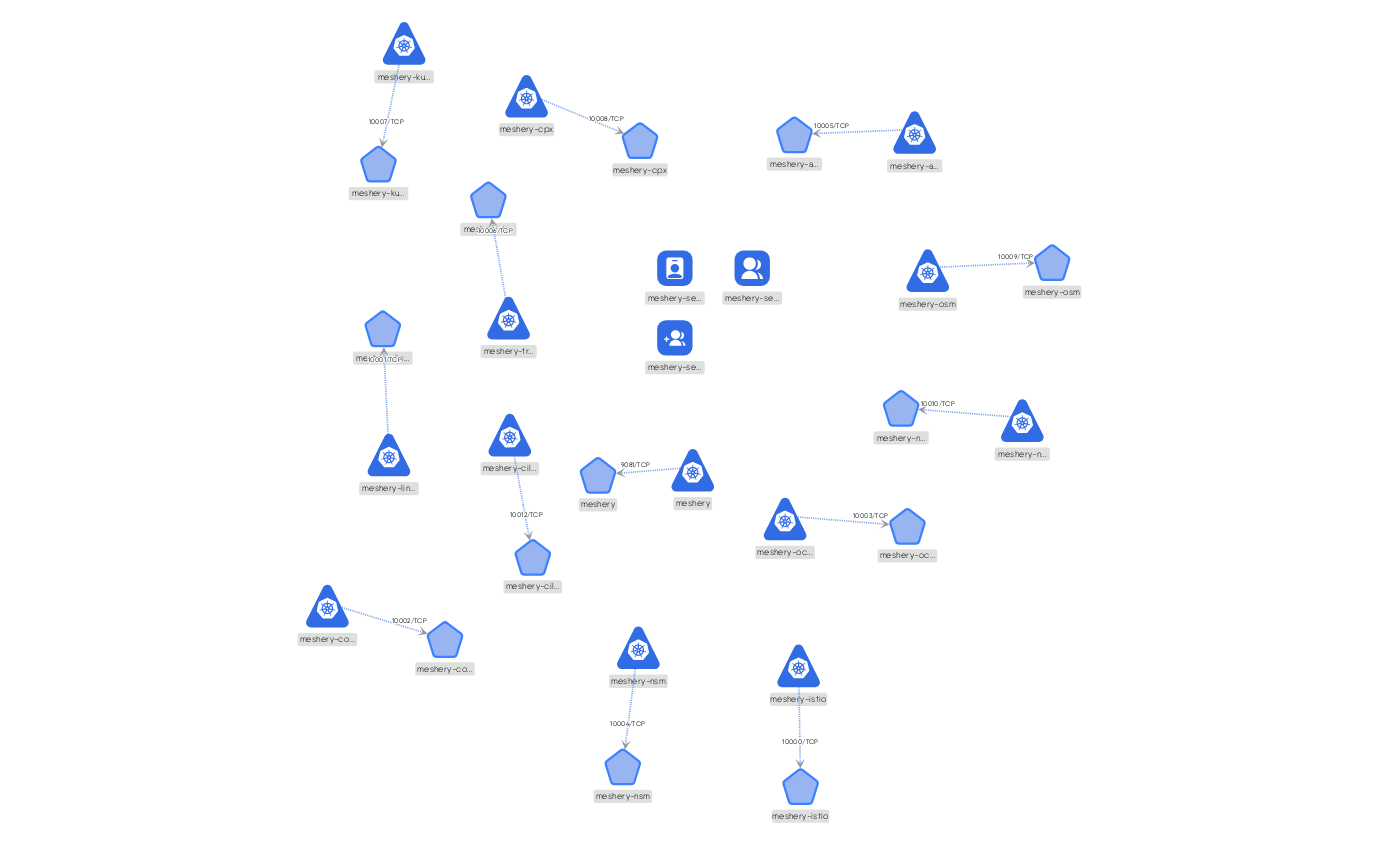 meshery-ku...
10007/TCP
meshery-ku...
meshery-cpx
10008/TCP
meshery-cpx
10005/TCP
meshery-a...
meshery-a...
10006/TCP
meshery-tr...
meshery-se...
meshery-se...
meshery-se...
10009/TCP
meshery-osm
meshery-osm
10001/TCP
meshery-lin...
meshery-cil...
10012/TCP
meshery-cil...
9081/TCP
meshery
meshery
10010/TCP
meshery-n...
meshery-n...
10003/TCP
meshery-oc...
meshery-oc...
meshery-co...
10002/TCP
meshery-co...
meshery-nsm
10004/TCP
meshery-nsm
meshery-istio
10000/TCP
meshery-istio